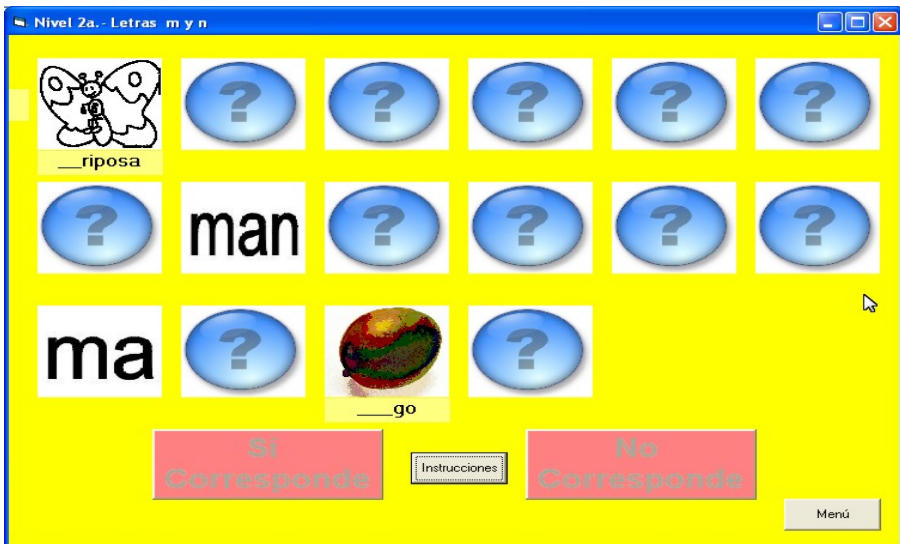 Nivel 2a.- Letras m y n
? ? ? ? ?
__riposa
? man ? ? ? ?
ma ? ?
____go
Si
Corresponde
Instrucciones
No
Corresponde
Menú